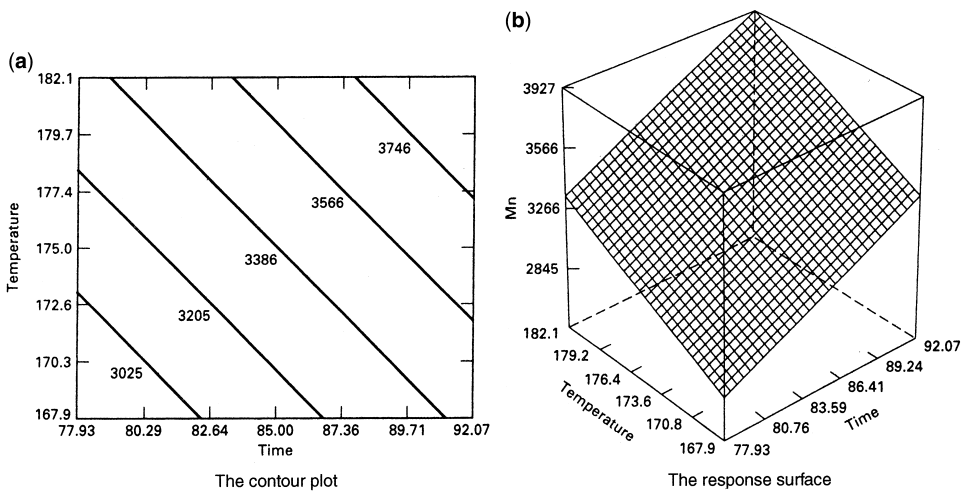 (a)
182.1
179.7
177.4
175.0
172.6
170.3
167.9
Temperature
3746
3566
3386
3205
3025
77.93 80.29 82.64 85.00 87.36 89.71 92.07
Time
The contour plot
(b)
3927
3566
3266
2845
Mn
182.1
179.2
176.4
173.6
170.8
167.9
Temperature
77.93
80.76
83.59
86.41
89.24
92.07
Time
The response surface